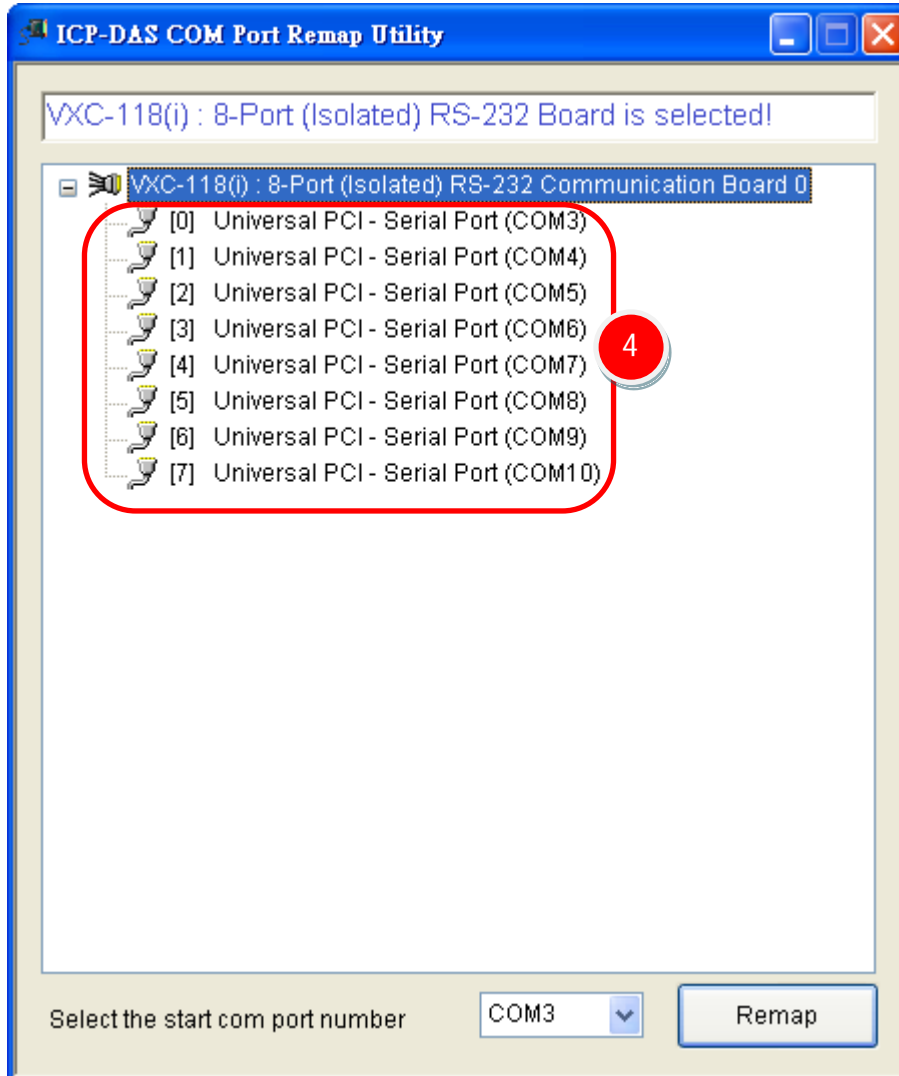 ICP-DAS COM Port Remap Utility
VXC-118(i) : 8-Port (Isolated) RS-232 Board is selected!
VXC-118(i) : 8-Port (Isolated) RS-232 Communication Board 0
[0] Universal PCI - Serial Port (COM3)
[1] Universal PCI - Serial Port (COM4)
[2] Universal PCI - Serial Port (COM5)
[3] Universal PCI - Serial Port (COM6)
[4] Universal PCI - Serial Port (COM7)
[5] Universal PCI - Serial Port (COM8)
[6] Universal PCI - Serial Port (COM9)
[7] Universal PCI - Serial Port (COM10)
4
Select the start com port number COM3 Remap